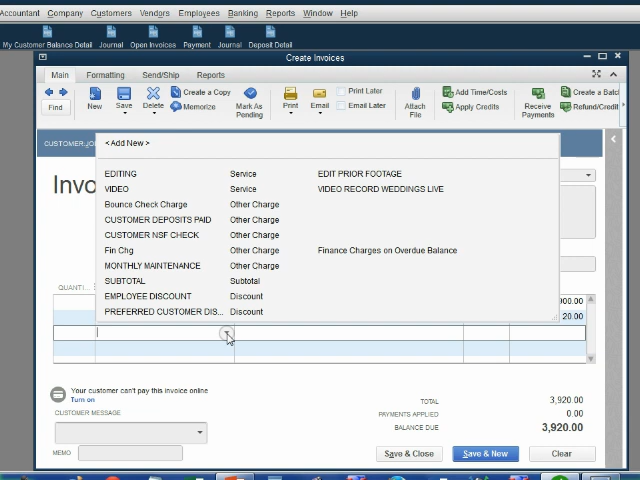 Accountant Company Customers Vendors Employees Banking Reports Window Help
My Customer Balance Detail Journal Open Invoices Payment Journal Deposit Detail
Create Invoices
Main Formatting Send/Ship Reports
Find New Save Delete Create a Copy Memorize Mark As Pending Print Email Print Later Email Later Attach File Add Time/Costs Apply Credits Receive Payments Create a Batc Refund/Credit
CUSTOMER:JO
< Add New >
Invo
EDITING Service EDIT PRIOR FOOTAGE
VIDEO Service VIDEO RECORD WEDDINGS LIVE
Bounce Check Charge Other Charge
CUSTOMER DEPOSITS PAID Other Charge
CUSTOMER NSF CHECK Other Charge
Fin Chg Other Charge Finance Charges on Overdue Balance
MONTHLY MAINTENANCE Other Charge
SUBTOTAL Subtotal
EMPLOYEE DISCOUNT Discount
PREFERRED CUSTOMER DIS... Discount
QUANTI...
900.00
20.00
Your customer can't pay this invoice online
Turn on
CUSTOMER MESSAGE
MEMO
TOTAL 3,920.00
PAYMENTS APPLIED 0.00
BALANCE DUE 3,920.00
Save & Close Save & New Clear